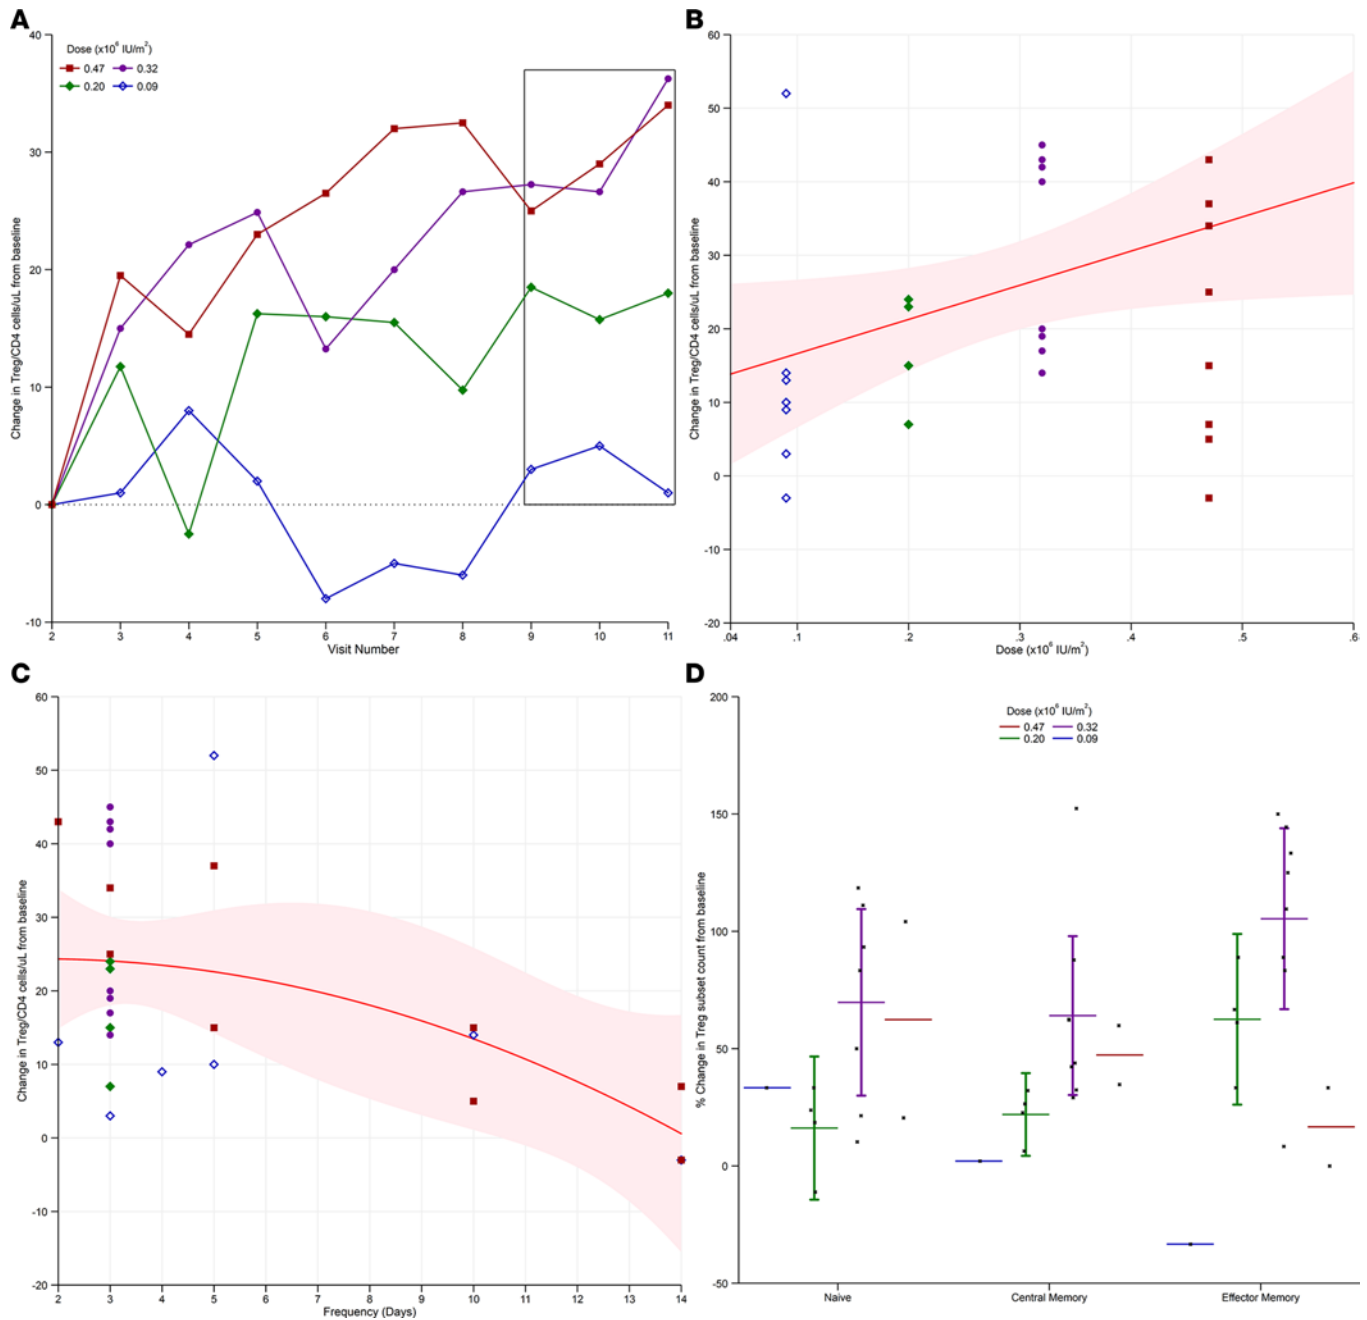 A
Dose (x10⁶ IU/m²)
0.47 0.32
0.20 0.09
40
30
20
10
0
-10
Change in Treg/CD4 cells/uL from baseline
2 3 4 5 6 7 8 9 10 11
Visit Number
B
60
50
40
30
20
10
0
-10
-20
Change in Treg/CD4 cells/uL from baseline
.04 .1 .2 .3 .4 .5 .6
Dose (x10⁶ IU/m²)
C
60
50
40
30
20
10
0
-10
-20
Change in Treg/CD4 cells/uL from baseline
2 3 4 5 6 7 8 9 10 11 12 13 14
Frequency (Days)
D
Dose (x10⁶ IU/m²)
0.47 0.32
0.20 0.09
200
150
100
50
0
-50
% Change in Treg subset count from baseline
Naive Central Memory Effector Memory